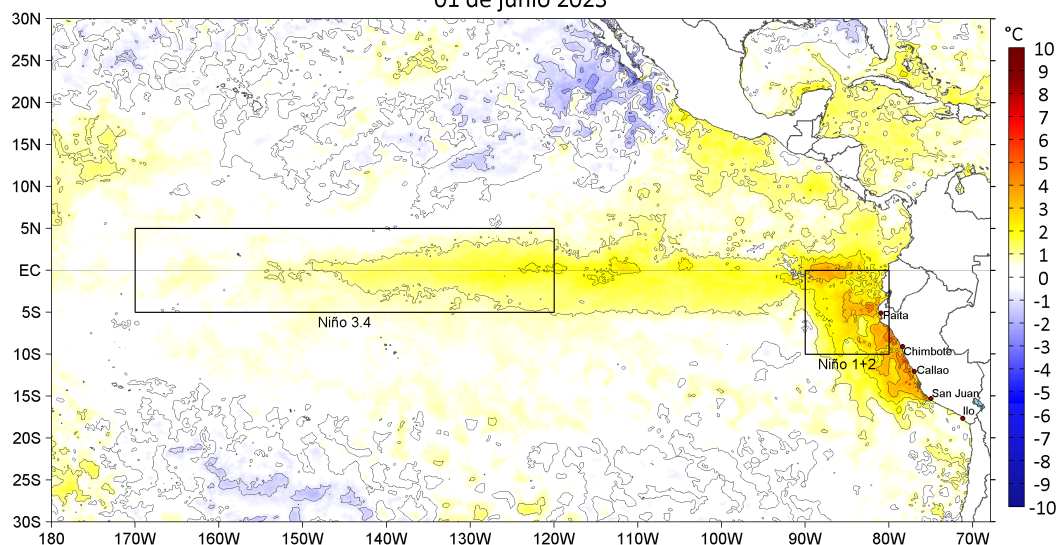 01 de junio 2023
°C
30N
25N
20N
15N
10N
5N
EC
5S
10S
15S
20S
25S
30S
180
170W
160W
150W
140W
130W
120W
110W
100W
90W
80W
70W
Niño 3.4
Niño 1+2
Paita
Chimbote
Callao
San Juan
Ilo
10
9
8
7
6
5
4
3
2
1
0
-1
-2
-3
-4
-5
-6
-7
-8
-9
-10